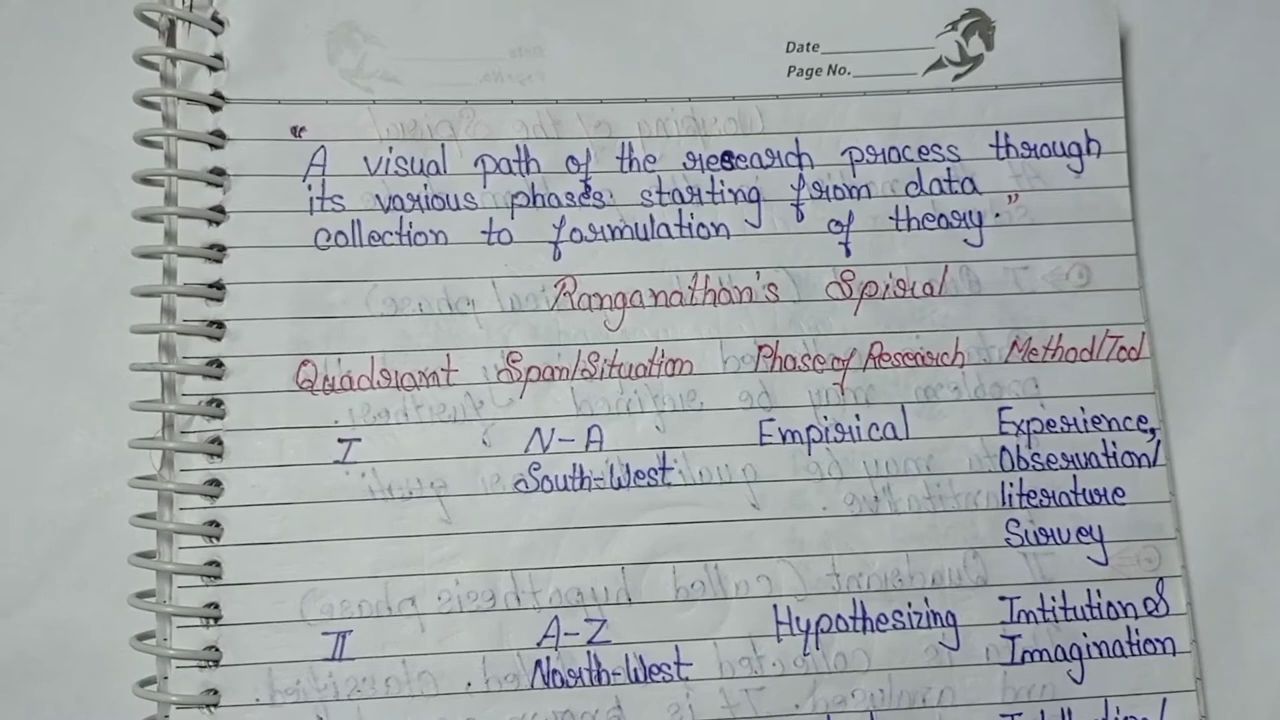 Date
Page No.
"A visual path of the research process through
its various phases starting from data
collection to formulation of theory."
Ranganathan's Spiral
Quadrant Span/Situation Phase of Research Method/Tool
I N-A Empirical Experience,
South-West Observation/
literature
Survey
II A-Z Hypothesizing Intitution &
North-West Imagination